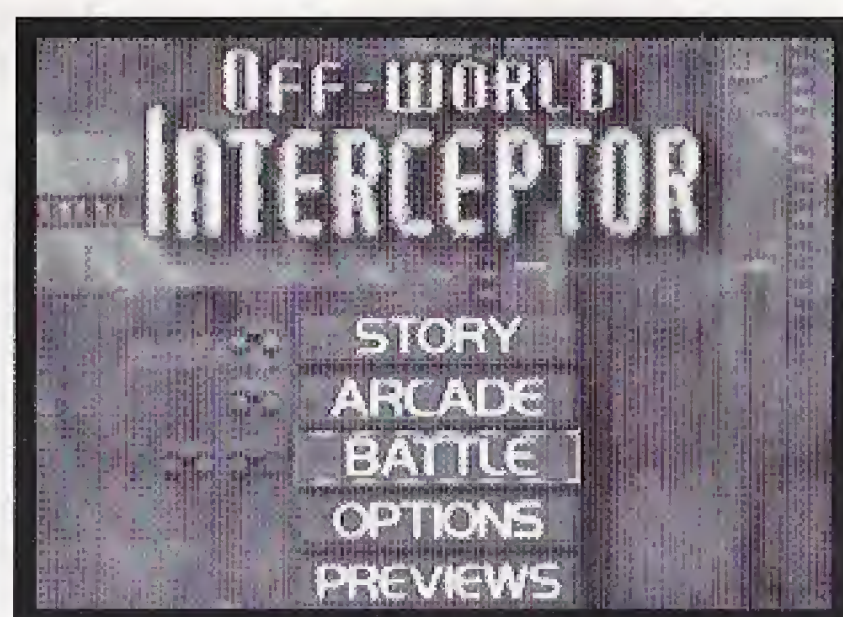 OFF-WORLD
INTERCEPTOR
STORY
ARCADE
BATTLE
OPTIONS
PREVIEWS